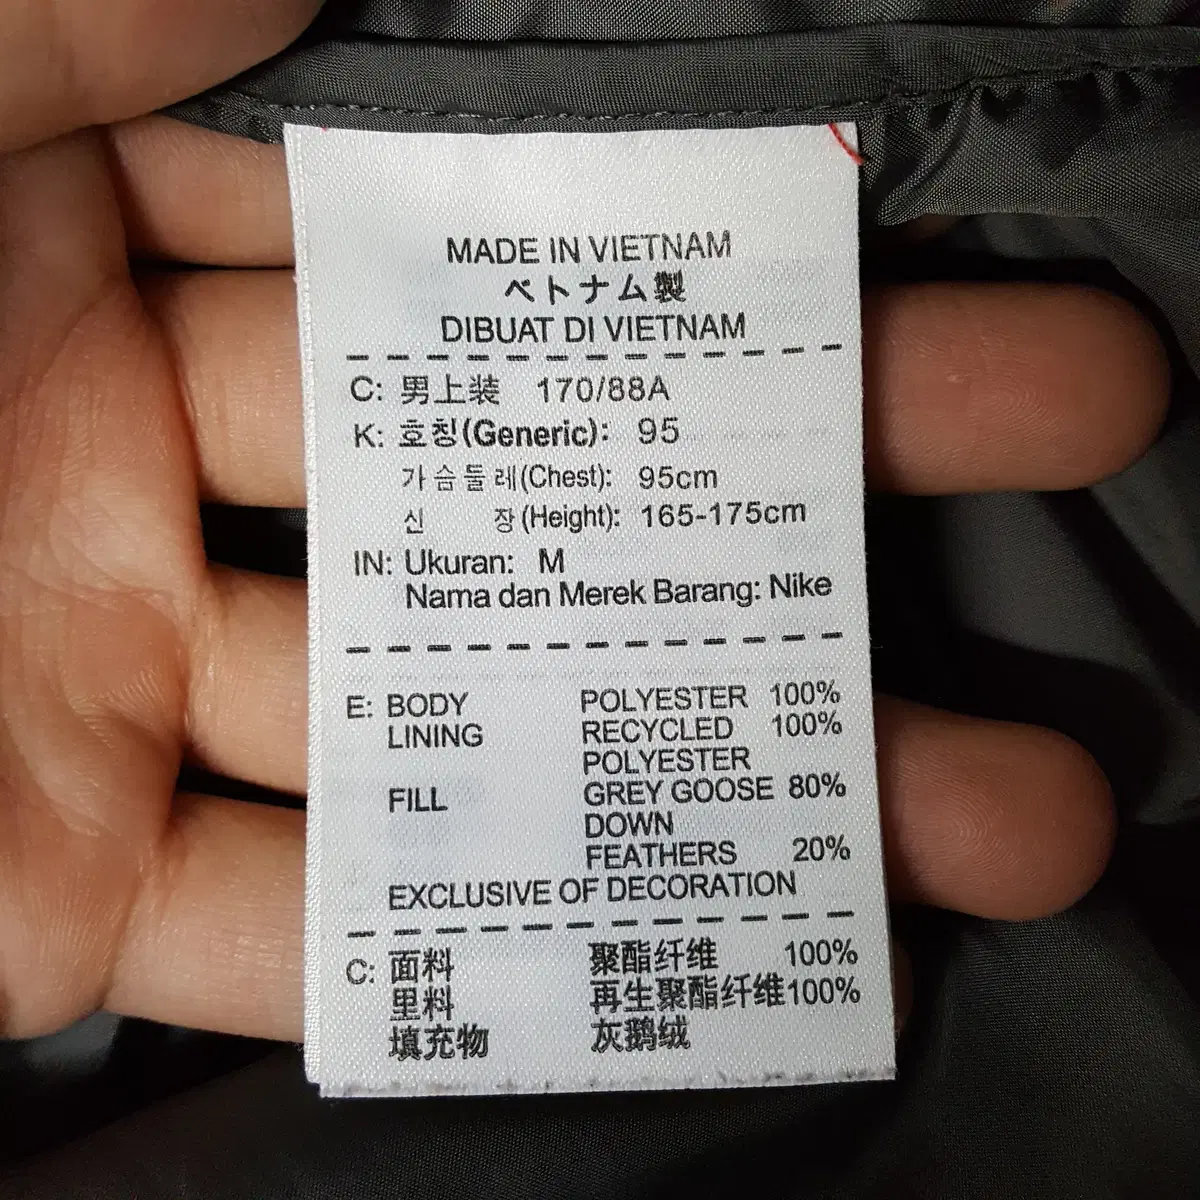 MADE IN VIETNAM
ベトナム製
DIBUAT DI VIETNAM
C: 男上装 170/88A
K: 호칭(Generic): 95
가슴둘레(Chest): 95cm
신 장(Height): 165-175cm
IN: Ukuran: M
Nama dan Merek Barang: Nike
E: BODY POLYESTER 100%
LINING RECYCLED 100%
POLYESTER
FILL GREY GOOSE 80%
DOWN
FEATHERS 20%
EXCLUSIVE OF DECORATION
C: 面料 聚酯纤维 100%
里料 再生聚酯纤维100%
填充物 灰鹅绒